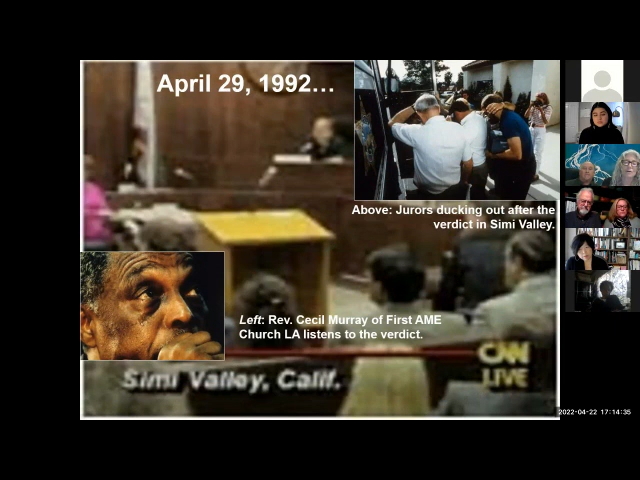 April 29, 1992…
Above: Jurors ducking out after the
verdict in Simi Valley.
Left: Rev. Cecil Murray of First AME
Church LA listens to the verdict.
CNN
LIVE
Simi Valley, Calif.
2022-04-22 17:14:35